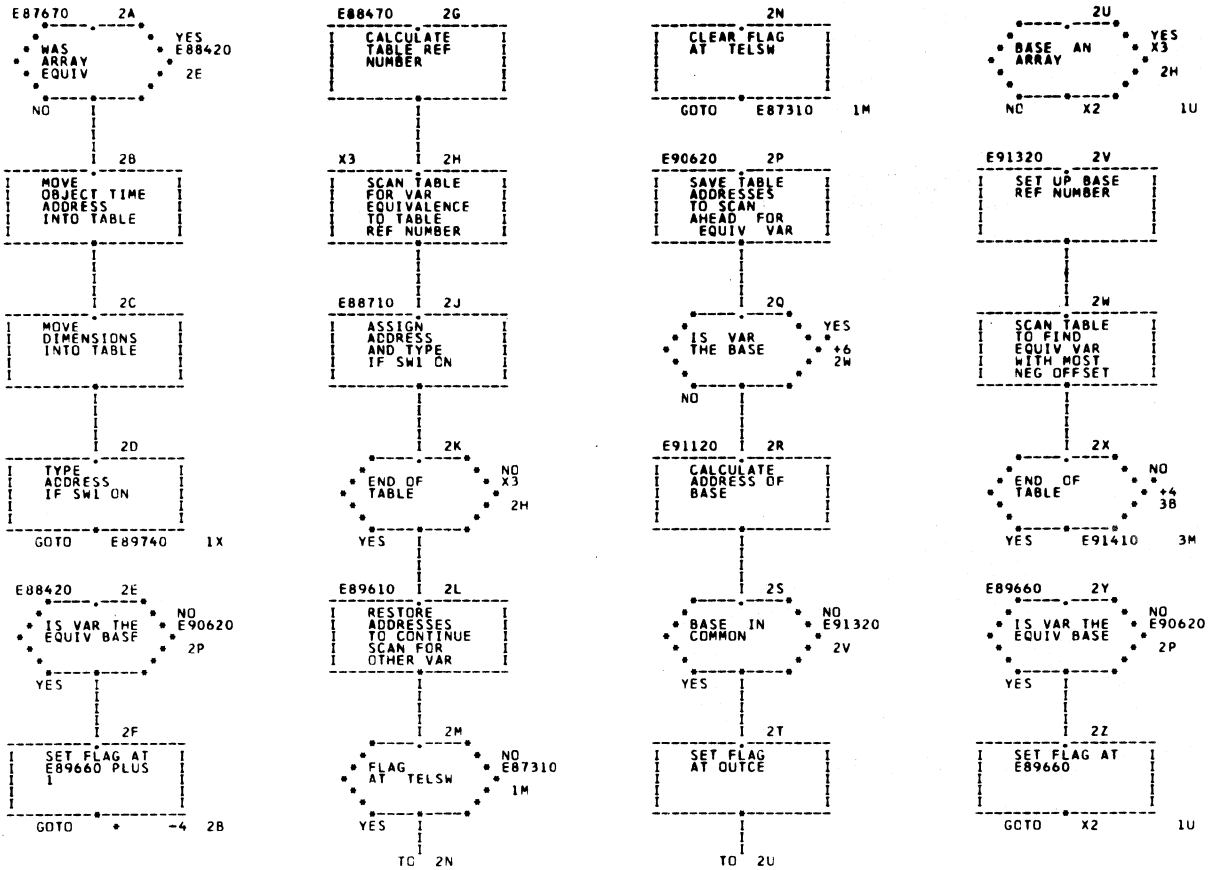 E87670 2A
WAS
ARRAY
EQUIV
YES
E88420
2E
NO
2B
MOVE
OBJECT TIME
ADDRESS
INTO TABLE
2C
MOVE
DIMENSIONS
INTO TABLE
2D
TYPE
ADDRESS
IF SW1 ON
GOTO E89740 1X
E88420 2E
IS VAR THE
EQUIV BASE
NO
E90620
2P
YES
2F
SET FLAG AT
E89660 PLUS
1
GOTO * -4 2B
E88470 2G
CALCULATE
TABLE REF
NUMBER
X3 2H
SCAN TABLE
FOR VAR
EQUIVALENCE
TO TABLE
REF NUMBER
E88710 2J
ASSIGN
ADDRESS
AND TYPE
IF SW1 ON
2K
END OF
TABLE
NO
X3
2H
YES
E89610 2L
RESTORE
ADDRESSES
TO CONTINUE
SCAN FOR
OTHER VAR
2M
FLAG
AT TELSW
NO
E87310
1M
YES
TO 2N
2N
CLEAR FLAG
AT TELSW
GOTO E87310 1M
E90620 2P
SAVE TABLE
ADDRESSES
TO SCAN
AHEAD FOR
EQUIV VAR
2Q
IS VAR
THE BASE
YES
+6
2W
NO
E91120 2R
CALCULATE
ADDRESS OF
BASE
2S
BASE IN
COMMON
NO
E91320
2V
YES
2T
SET FLAG
AT OUTCE
TO 2U
2U
BASE AN
ARRAY
YES
X3
2H
NO X2 1U
E91320 2V
SET UP BASE
REF NUMBER
2W
SCAN TABLE
TO FIND
EQUIV VAR
WITH MOST
NEG OFFSET
2X
END OF
TABLE
NO
+4
3B
YES E91410 3M
E89660 2Y
IS VAR THE
EQUIV BASE
NO
E90620
2P
YES
2Z
SET FLAG AT
E89660
GOTO X2 1U